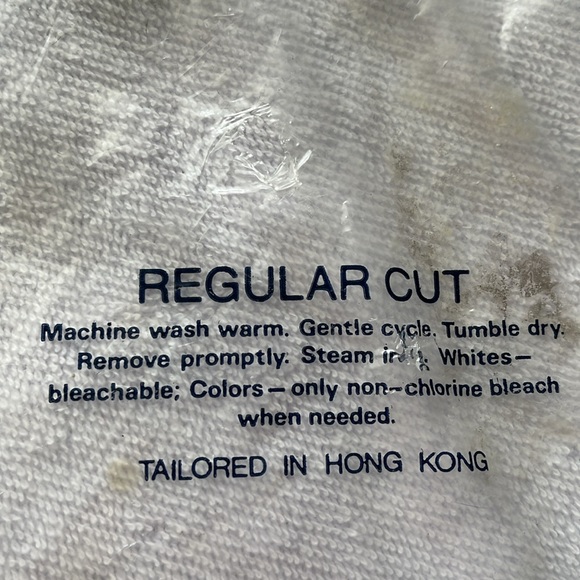 REGULAR CUT
Machine wash warm. Gentle cycle. Tumble dry.
Remove promptly. Steam iron. Whites—
bleachable; Colors—only non-chlorine bleach
when needed.
TAILORED IN HONG KONG